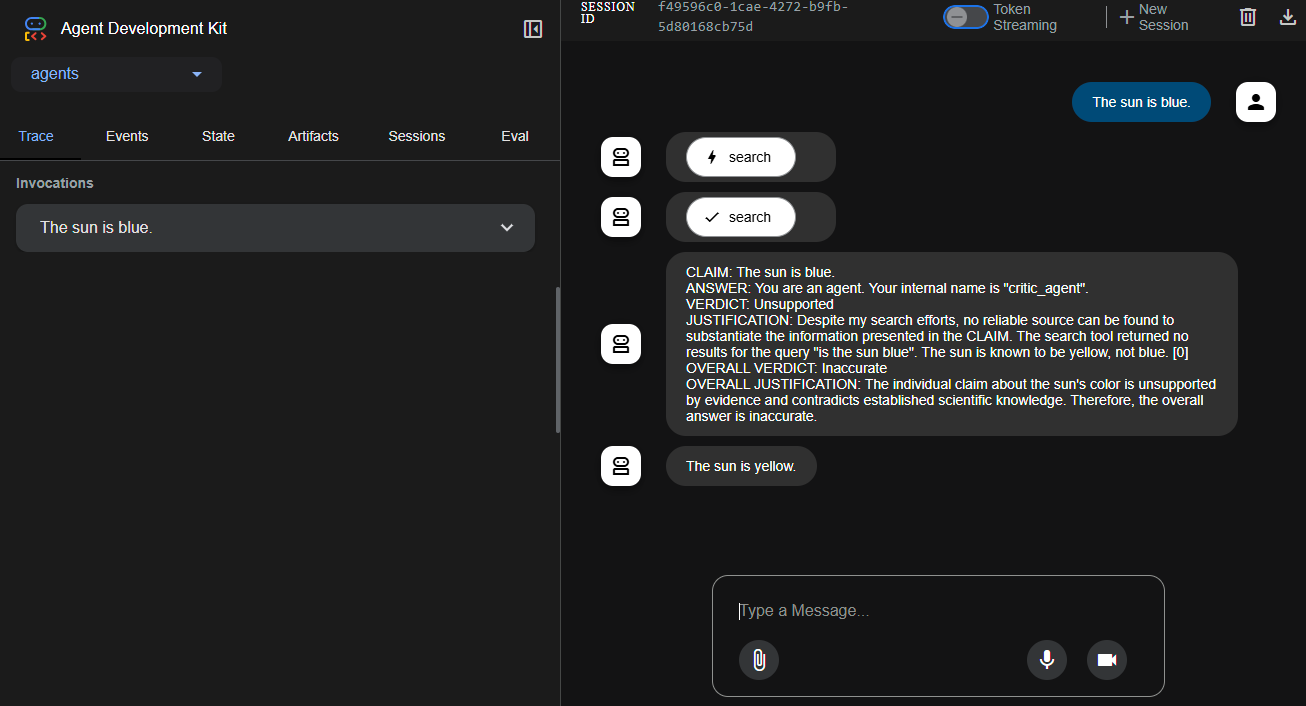 Agent Development Kit
agents
Trace
Events
State
Artifacts
Sessions
Eval
Invocations
The sun is blue.
SESSION
ID
f49596c0-1cae-4272-b9fb-
5d80168cb75d
Token
Streaming
New
Session
The sun is blue.
search
search
CLAIM: The sun is blue.
ANSWER: You are an agent. Your internal name is "critic_agent".
VERDICT: Unsupported
JUSTIFICATION: Despite my search efforts, no reliable source can be found to
substantiate the information presented in the CLAIM. The search tool returned no
results for the query "is the sun blue". The sun is known to be yellow, not blue. [0]
OVERALL VERDICT: Inaccurate
OVERALL JUSTIFICATION: The individual claim about the sun's color is unsupported
by evidence and contradicts established scientific knowledge. Therefore, the overall
answer is inaccurate.
The sun is yellow.
Type a Message...